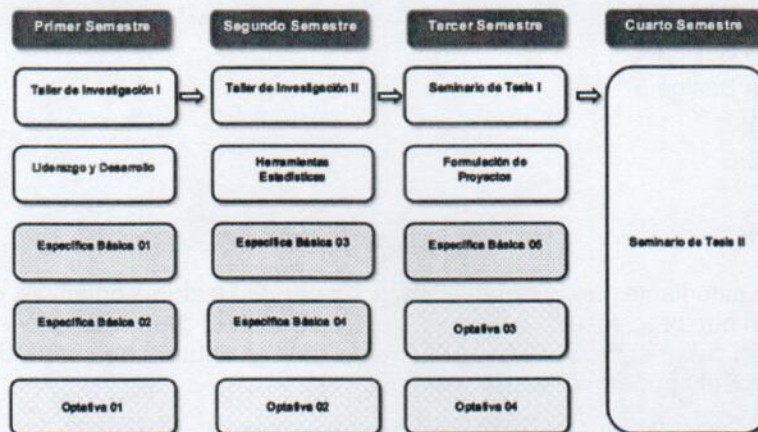 Primer Semestre
Segundo Semestre
Tercer Semestre
Cuarto Semestre
Taller de Investigación I
Taller de Investigación II
Seminario de Tesis I
Liderazgo y Desarrollo
Herramientas
Estadísticas
Formulación de
Proyectos
Específica Básica 01
Específica Básica 03
Específica Básica 05
Seminario de Tesis II
Específica Básica 02
Específica Básica 04
Optativa 03
Optativa 01
Optativa 02
Optativa 04